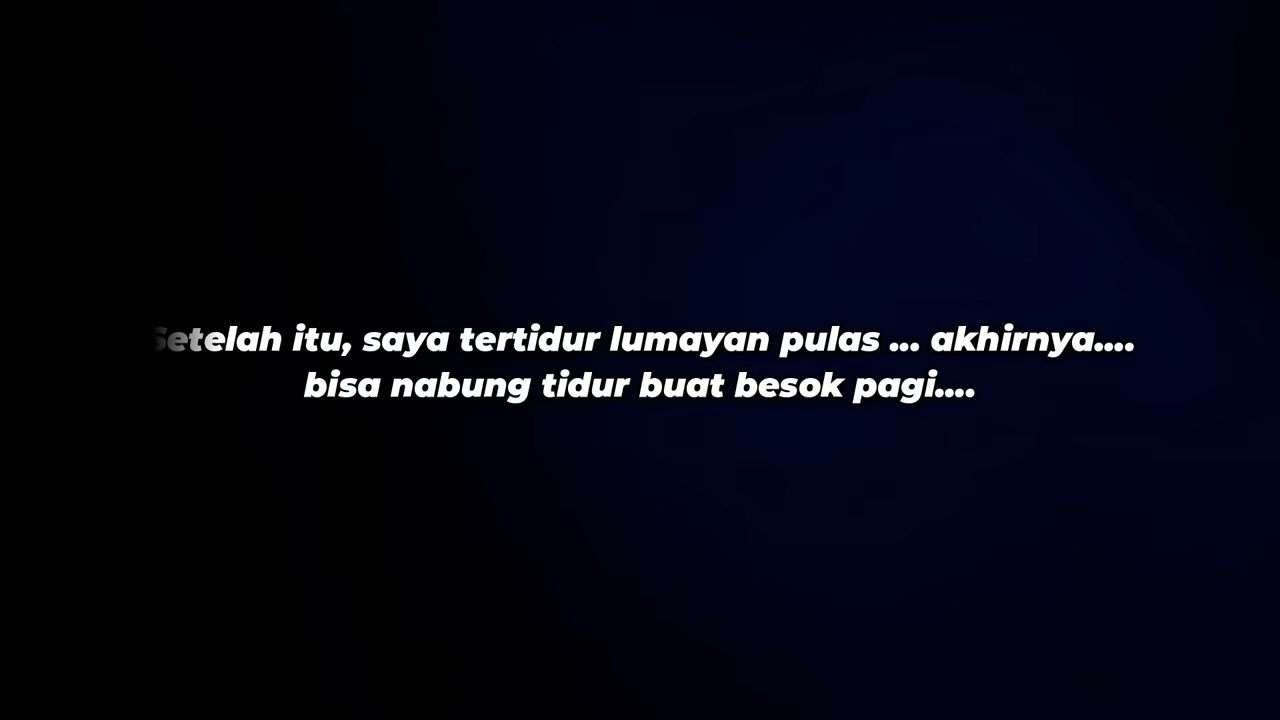 Setelah itu, saya tertidur lumayan pulas ... akhirnya....
bisa nabung tidur buat besok pagi....